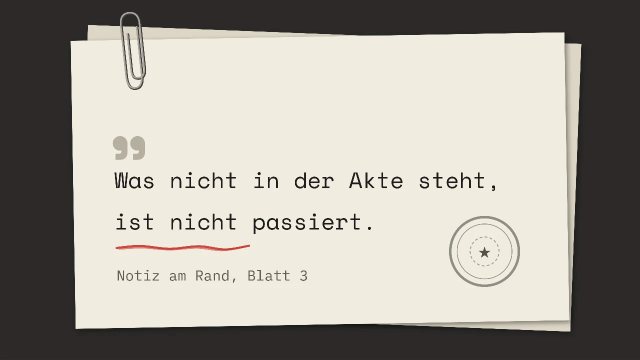 Was nicht in der Akte steht,
ist nicht passiert.
Notiz am Rand, Blatt 3